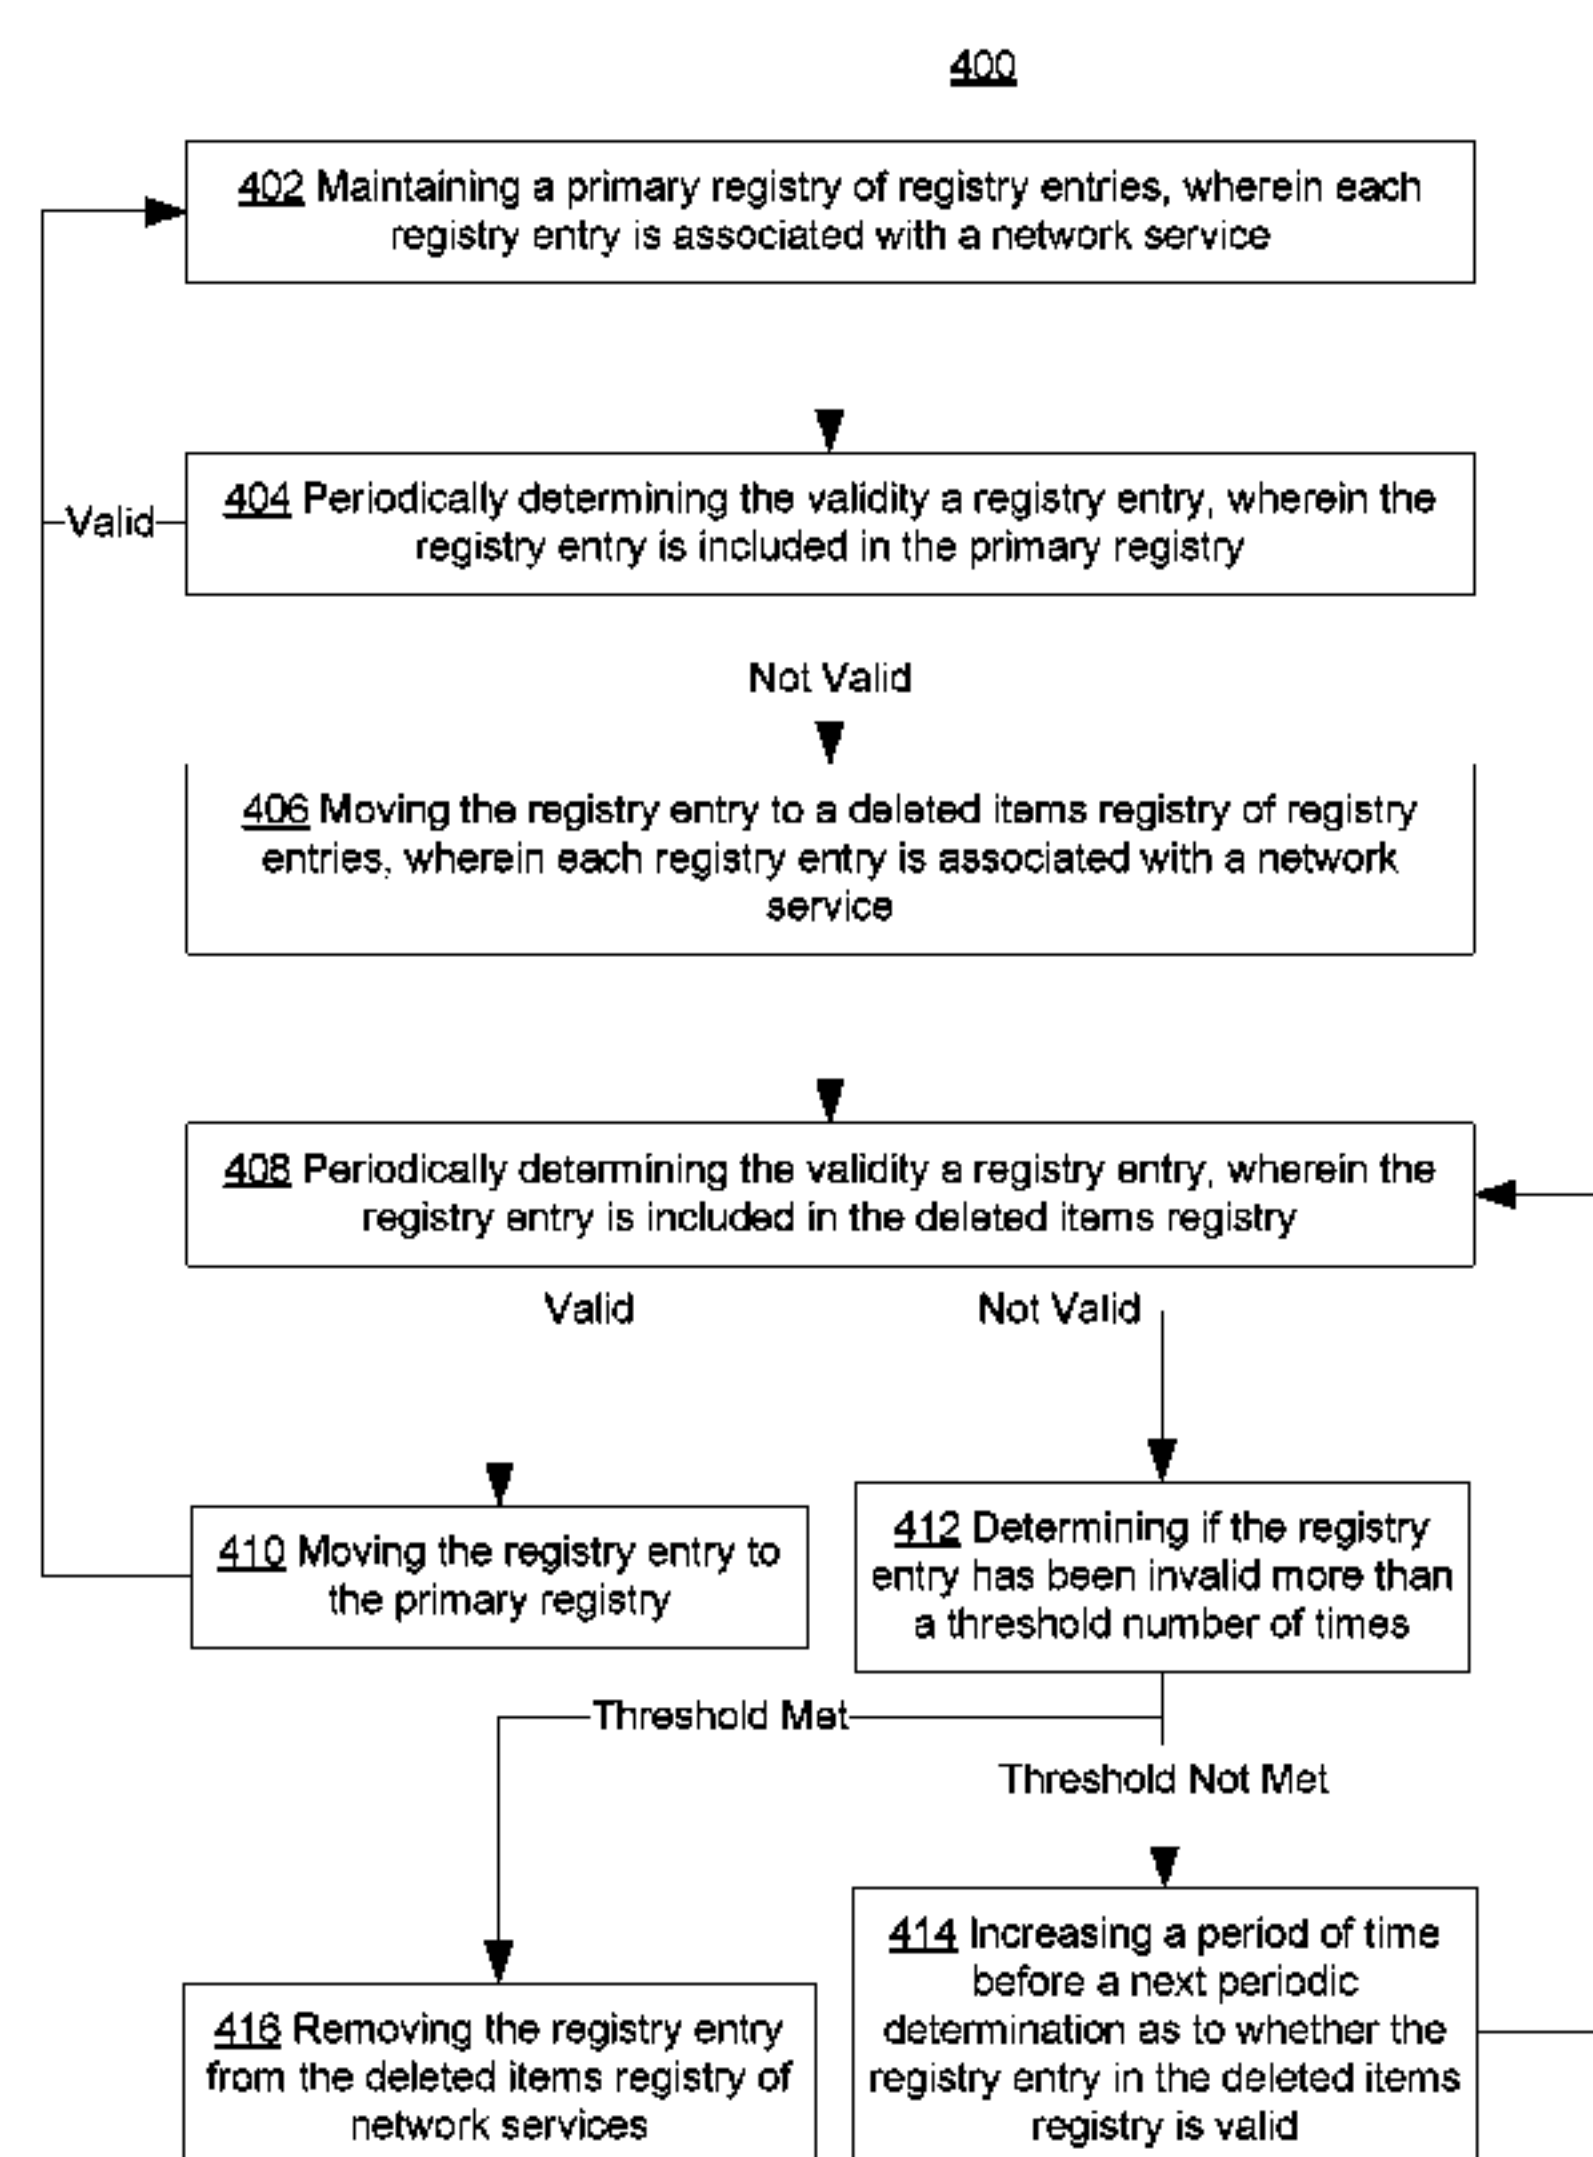 400
402 Maintaining a primary registry of registry entries, wherein each
registry entry is associated with a network service
404 Periodically determining the validity a registry entry, wherein the
registry entry is included in the primary registry
Valid
Not Valid
406 Moving the registry entry to a deleted items registry of registry
entries, wherein each registry entry is associated with a network
service
408 Periodically determining the validity a registry entry, wherein the
registry entry is included in the deleted items registry
Valid
Not Valid
410 Moving the registry entry to
the primary registry
412 Determining if the registry
entry has been invalid more than
a threshold number of times
Threshold Met
Threshold Not Met
416 Removing the registry entry
from the deleted items registry of
network services
414 Increasing a period of time
before a next periodic
determination as to whether the
registry entry in the deleted items
registry is valid